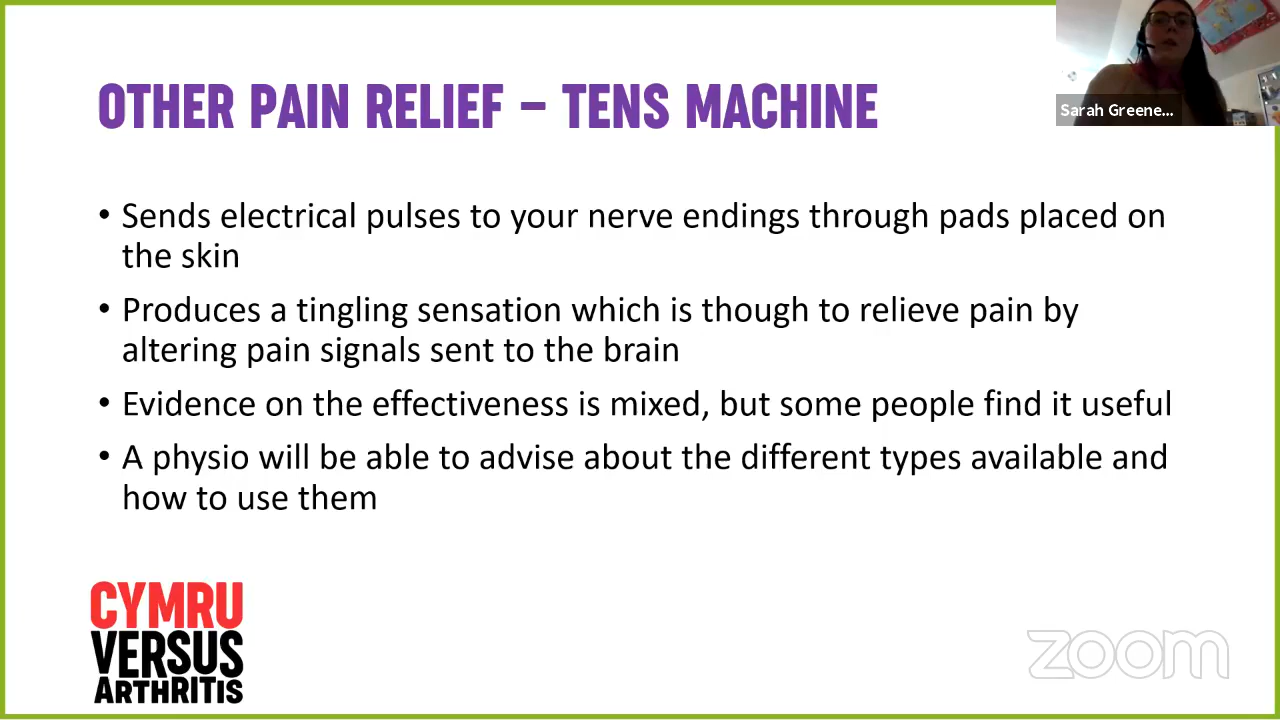 OTHER PAIN RELIEF – TENS MACHINE
Sarah Greene...
• Sends electrical pulses to your nerve endings through pads placed on
the skin
• Produces a tingling sensation which is though to relieve pain by
altering pain signals sent to the brain
• Evidence on the effectiveness is mixed, but some people find it useful
• A physio will be able to advise about the different types available and
how to use them
CYMRU
VERSUS
ARTHRITIS
zoom